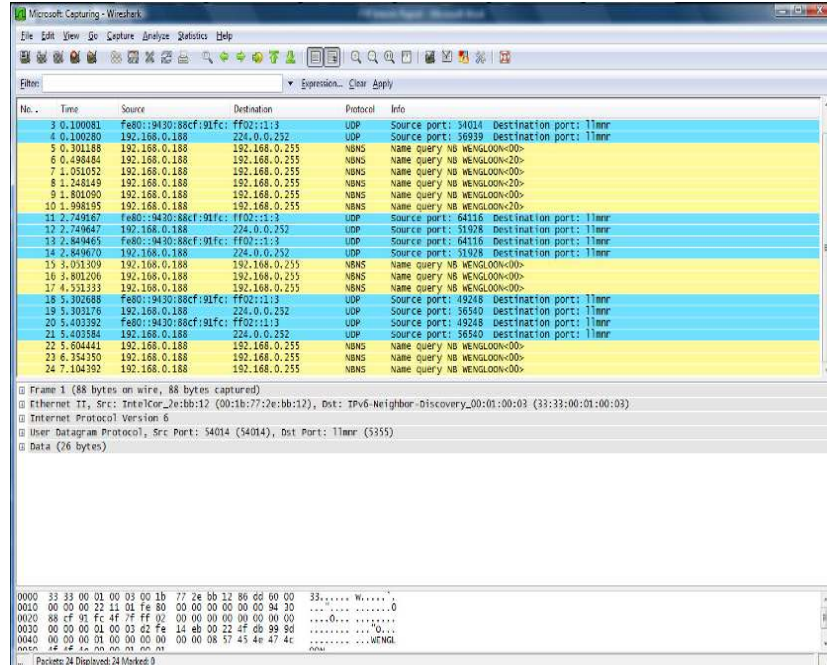 Microsoft: Capturing - Wireshark
File Edit View Go Capture Analyze Statistics Help
Filter: Expression... Clear Apply
No. . Time Source Destination Protocol Info
3 0.100081 fe80::9430:88cf:91fc: ff02::1:3 UDP Source port: 54014 Destination port: llmnr
4 0.100280 192.168.0.188 224.0.0.252 UDP Source port: 56939 Destination port: llmnr
5 0.301188 192.168.0.188 192.168.0.255 NBNS Name query NB WENGLOON<00>
6 0.498484 192.168.0.188 192.168.0.255 NBNS Name query NB WENGLOON<20>
7 1.051052 192.168.0.188 192.168.0.255 NBNS Name query NB WENGLOON<00>
8 1.248149 192.168.0.188 192.168.0.255 NBNS Name query NB WENGLOON<20>
9 1.801090 192.168.0.188 192.168.0.255 NBNS Name query NB WENGLOON<00>
10 1.998195 192.168.0.188 192.168.0.255 NBNS Name query NB WENGLOON<20>
11 2.749167 fe80::9430:88cf:91fc: ff02::1:3 UDP Source port: 64116 Destination port: llmnr
12 2.749647 192.168.0.188 224.0.0.252 UDP Source port: 51928 Destination port: llmnr
13 2.849465 fe80::9430:88cf:91fc: ff02::1:3 UDP Source port: 64116 Destination port: llmnr
14 2.849670 192.168.0.188 224.0.0.252 UDP Source port: 51928 Destination port: llmnr
15 3.051309 192.168.0.188 192.168.0.255 NBNS Name query NB WENGLOON<00>
16 3.801206 192.168.0.188 192.168.0.255 NBNS Name query NB WENGLOON<00>
17 4.551333 192.168.0.188 192.168.0.255 NBNS Name query NB WENGLOON<00>
18 5.302688 fe80::9430:88cf:91fc: ff02::1:3 UDP Source port: 49248 Destination port: llmnr
19 5.303176 192.168.0.188 224.0.0.252 UDP Source port: 56540 Destination port: llmnr
20 5.403392 fe80::9430:88cf:91fc: ff02::1:3 UDP Source port: 49248 Destination port: llmnr
21 5.403584 192.168.0.188 224.0.0.252 UDP Source port: 56540 Destination port: llmnr
22 5.604441 192.168.0.188 192.168.0.255 NBNS Name query NB WENGLOON<00>
23 6.354350 192.168.0.188 192.168.0.255 NBNS Name query NB WENGLOON<00>
24 7.104392 192.168.0.188 192.168.0.255 NBNS Name query NB WENGLOON<00>
Frame 1 (88 bytes on wire, 88 bytes captured)
Ethernet II, Src: IntelCor_2e:bb:12 (00:1b:77:2e:bb:12), Dst: IPv6-Neighbor-Discovery_00:01:00:03 (33:33:00:01:00:03)
Internet Protocol Version 6
User Datagram Protocol, Src Port: 54014 (54014), Dst Port: llmnr (5355)
Data (26 bytes)
0000 33 33 00 01 00 03 00 1b 77 2e bb 12 86 dd 60 00 33...... w.....`.
0010 00 00 00 22 11 01 fe 80 00 00 00 00 00 00 94 30 ...".... .......0
0020 88 cf 91 fc 4f 7f ff 02 00 00 00 00 00 00 00 00 ....O... ........
0030 00 00 00 01 00 03 d2 fe 14 eb 00 22 4f db 99 9d ........ ..."O...
0040 00 00 00 01 00 00 00 00 00 00 08 57 45 4e 47 4c ........ ...WENGL
0050 4f 4f 4e 00 00 01 00 01 OON
... Packets: 24 Displayed: 24 Marked: 0